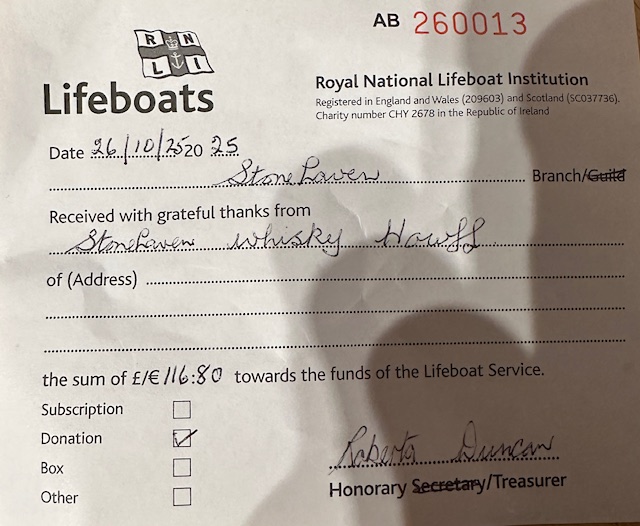 AB 260013
R N
L I
Lifeboats
Royal National Lifeboat Institution
Registered in England and Wales (209603) and Scotland (SC037736).
Charity number CHY 2678 in the Republic of Ireland
Date 26/10/25 20 25
Stonehaven Branch/Guild
Received with grateful thanks from
Stonehaven Whisky Howff
of (Address)
the sum of £/€ 116:80 towards the funds of the Lifeboat Service.
Subscription
Donation
Box
Other
Roberta Duncan
Honorary Secretary/Treasurer